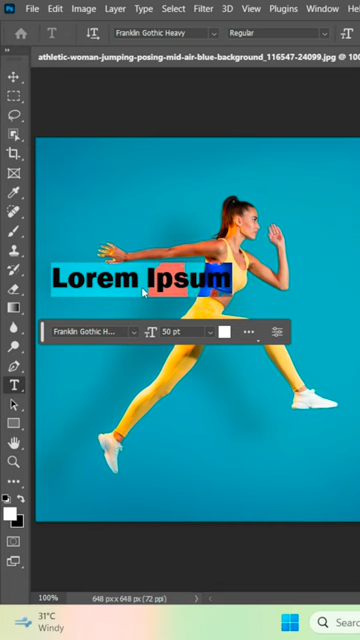 Ps File Edit Image Layer Type Select Filter 3D View Plugins Window
T Franklin Gothic Heavy Regular
athletic-woman-jumping-posing-mid-air-blue-background_116547-24099.jpg @
Lorem Ipsum
Franklin Gothic H... 50 pt
100% 648 px x 648 px (72 ppi)
31°C
Windy